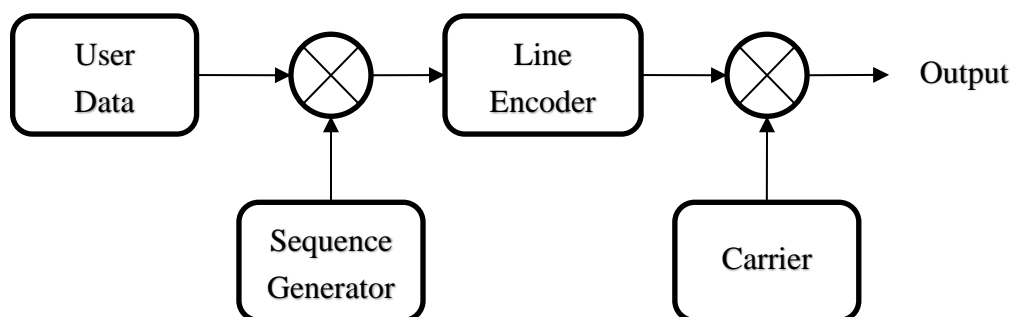 User
Data
Line
Encoder
Output
Sequence
Generator
Carrier